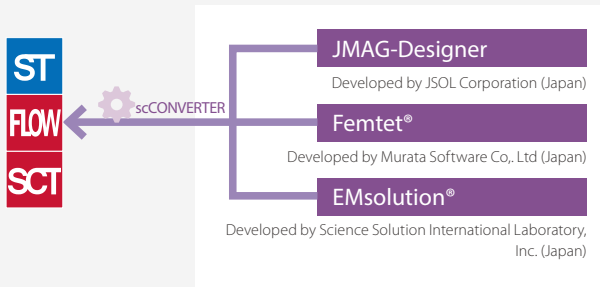 ST
FLOW
SCT
scCONVERTER
JMAG-Designer
Developed by JSOL Corporation (Japan)
Femtet®
Developed by Murata Software Co,. Ltd (Japan)
EMsolution®
Developed by Science Solution International Laboratory,
Inc. (Japan)